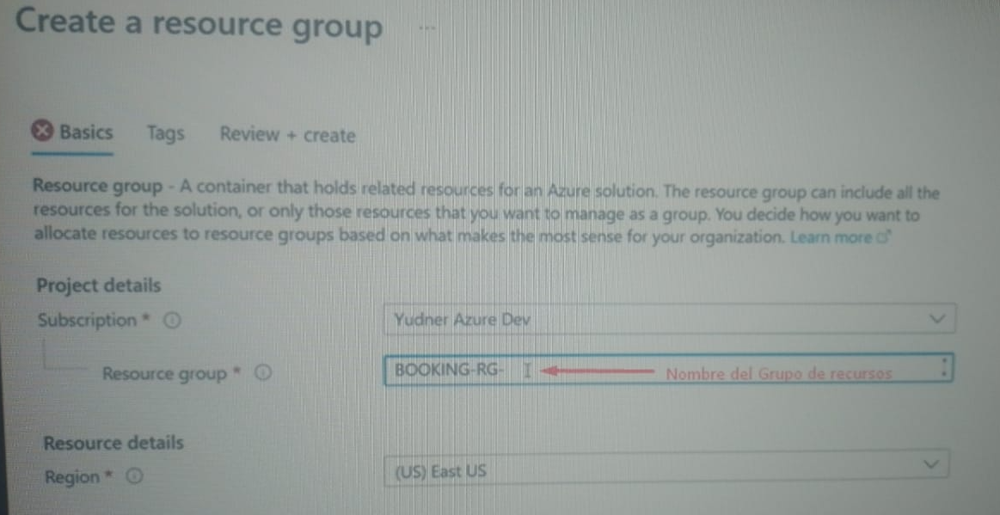 Create a resource group ...
Basics Tags Review + create
Resource group - A container that holds related resources for an Azure solution. The resource group can include all the
resources for the solution, or only those resources that you want to manage as a group. You decide how you want to
allocate resources to resource groups based on what makes the most sense for your organization. Learn more
Project details
Subscription * Yudner Azure Dev
Resource group * BOOKING-RG- Nombre del Grupo de recursos
Resource details
Region * (US) East US